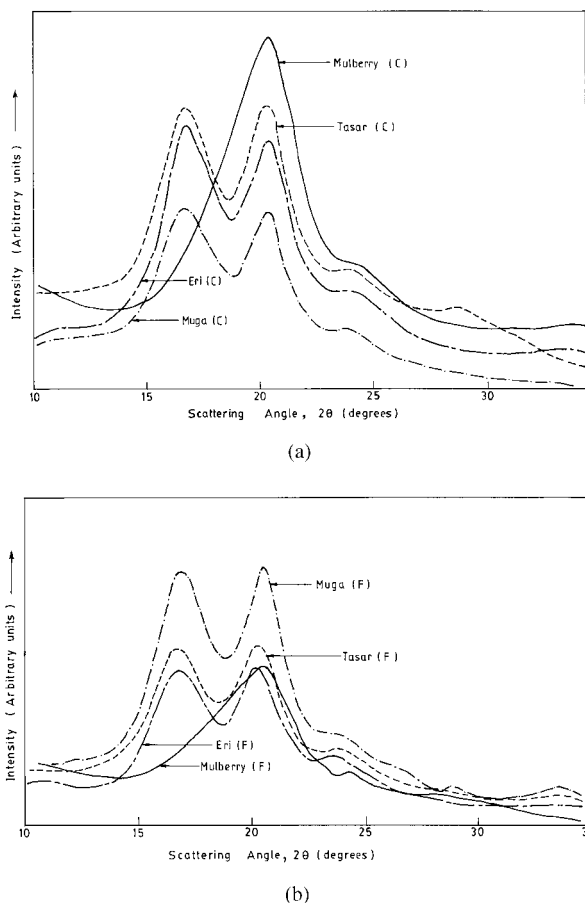 Mulberry (C)
Tasar (C)
Eri (C)
Muga (C)
Intensity (Arbitrary units)
10 15 20 25 30
Scattering Angle, 2θ (degrees)
(a)
Muga (F)
Tasar (F)
Eri (F)
Mulberry (F)
Intensity (Arbitrary units)
10 15 20 25 30 3
Scattering Angle, 2θ (degrees)
(b)